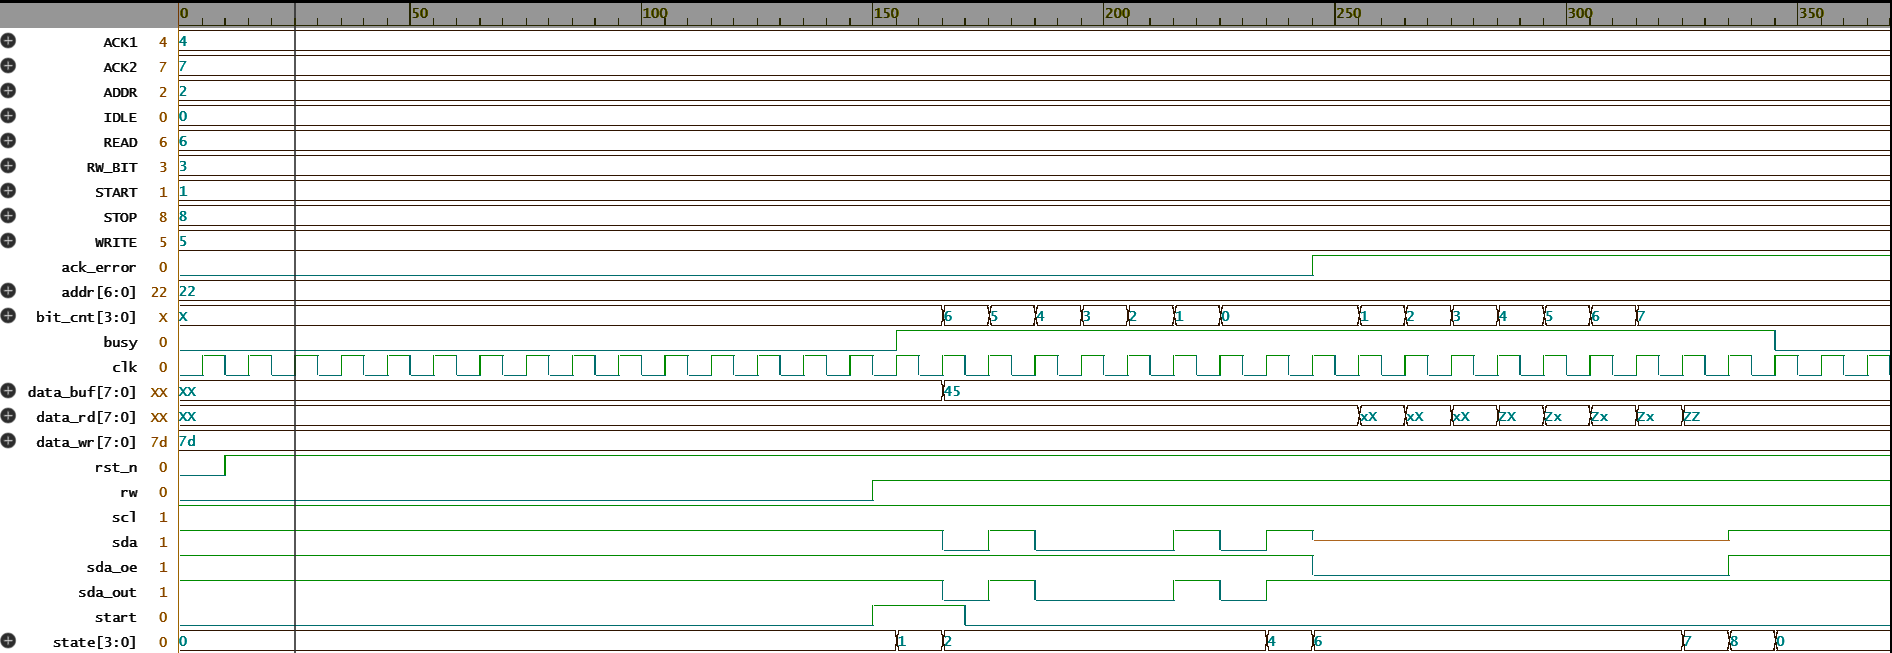 0 50 100 150 200 250 300 350
ACK1 4 4
ACK2 7 7
ADDR 2 2
IDLE 0 0
READ 6 6
RW_BIT 3 3
START 1 1
STOP 8 8
WRITE 5 5
ack_error 0
addr[6:0] 22 22
bit_cnt[3:0] x X 6 5 4 3 2 1 0 1 2 3 4 5 6 7
busy 0
clk 0
data_buf[7:0] xx XX 45
data_rd[7:0] xx XX xX xX xX ZX Zx Zx Zx ZZ
data_wr[7:0] 7d 7d
rst_n 0
rw 0
scl 1
sda 1
sda_oe 1
sda_out 1
start 0
state[3:0] 0 0 1 2 4 6 7 8 0